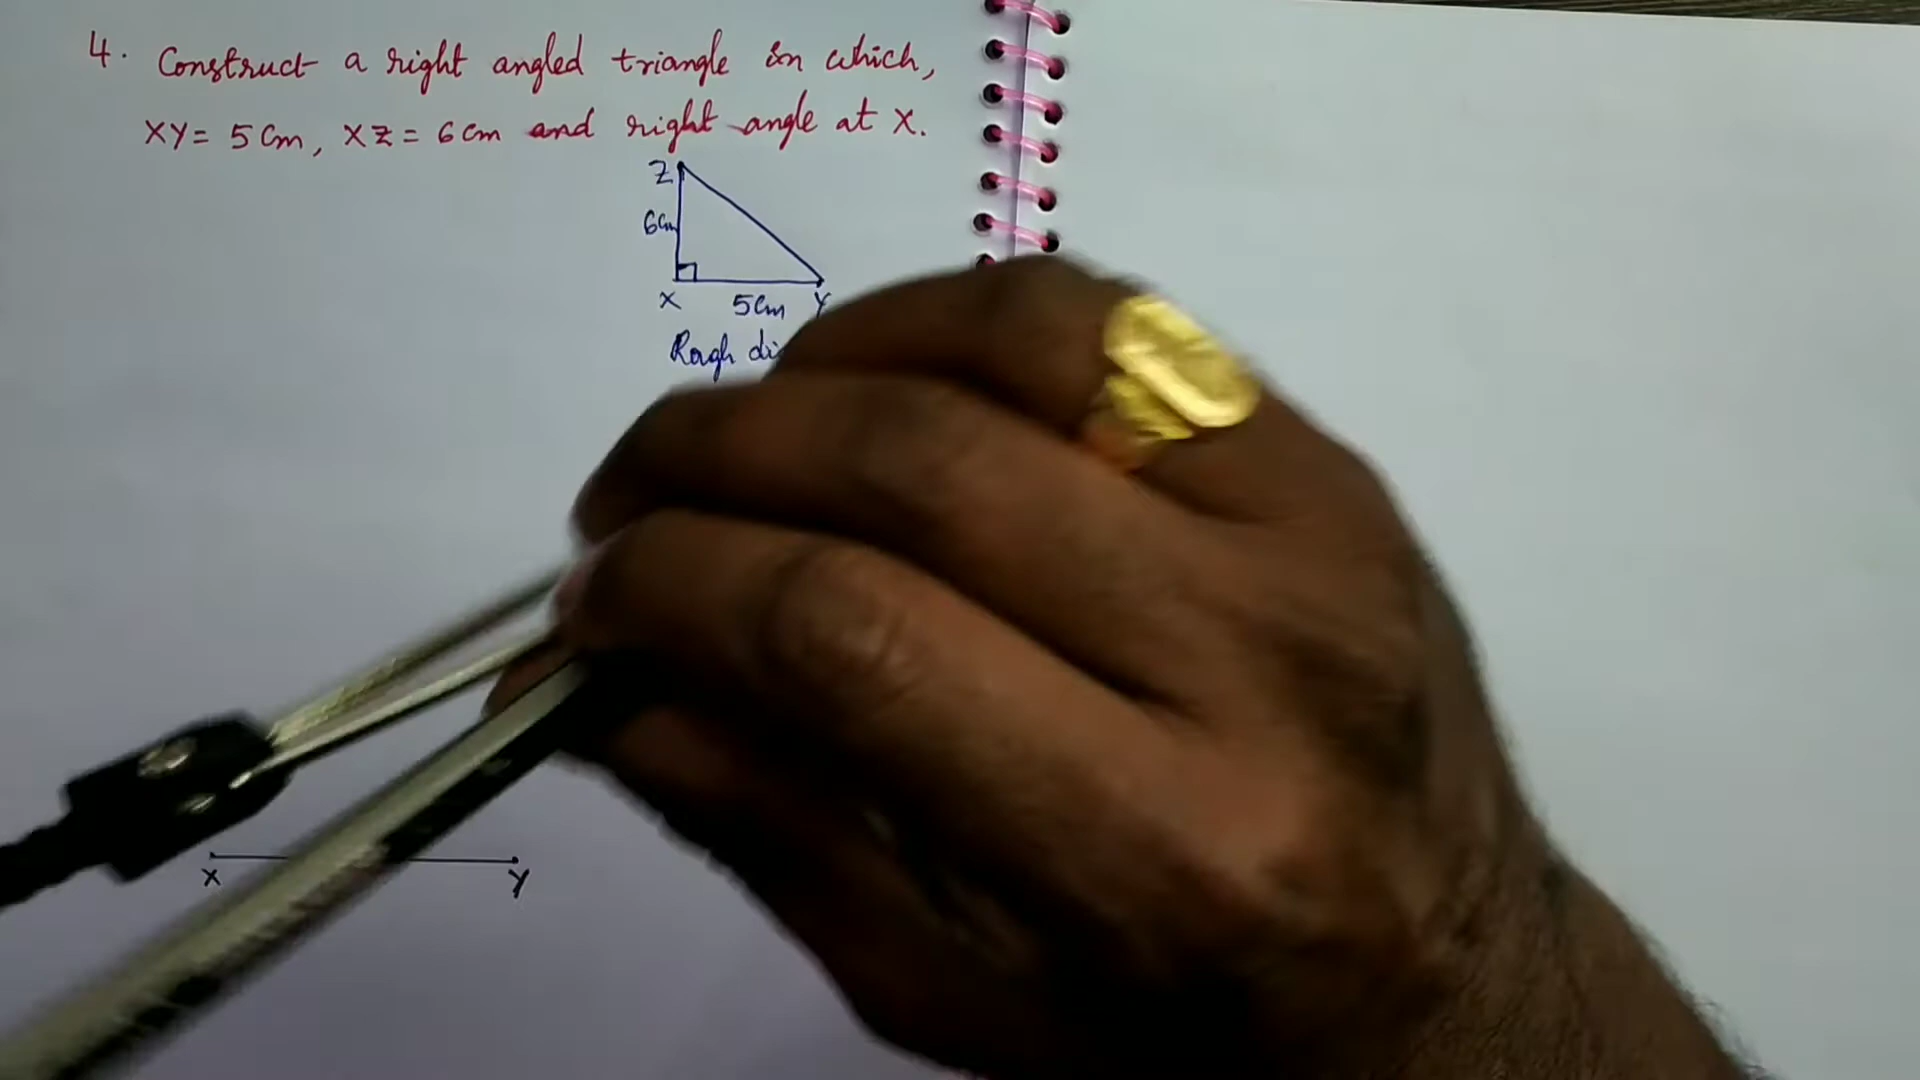 4. Construct a right angled triangle in which,
XY = 5 Cm, XZ = 6 cm and right angle at X.
Z
6Cm
X 5Cm Y
Rough
X Y